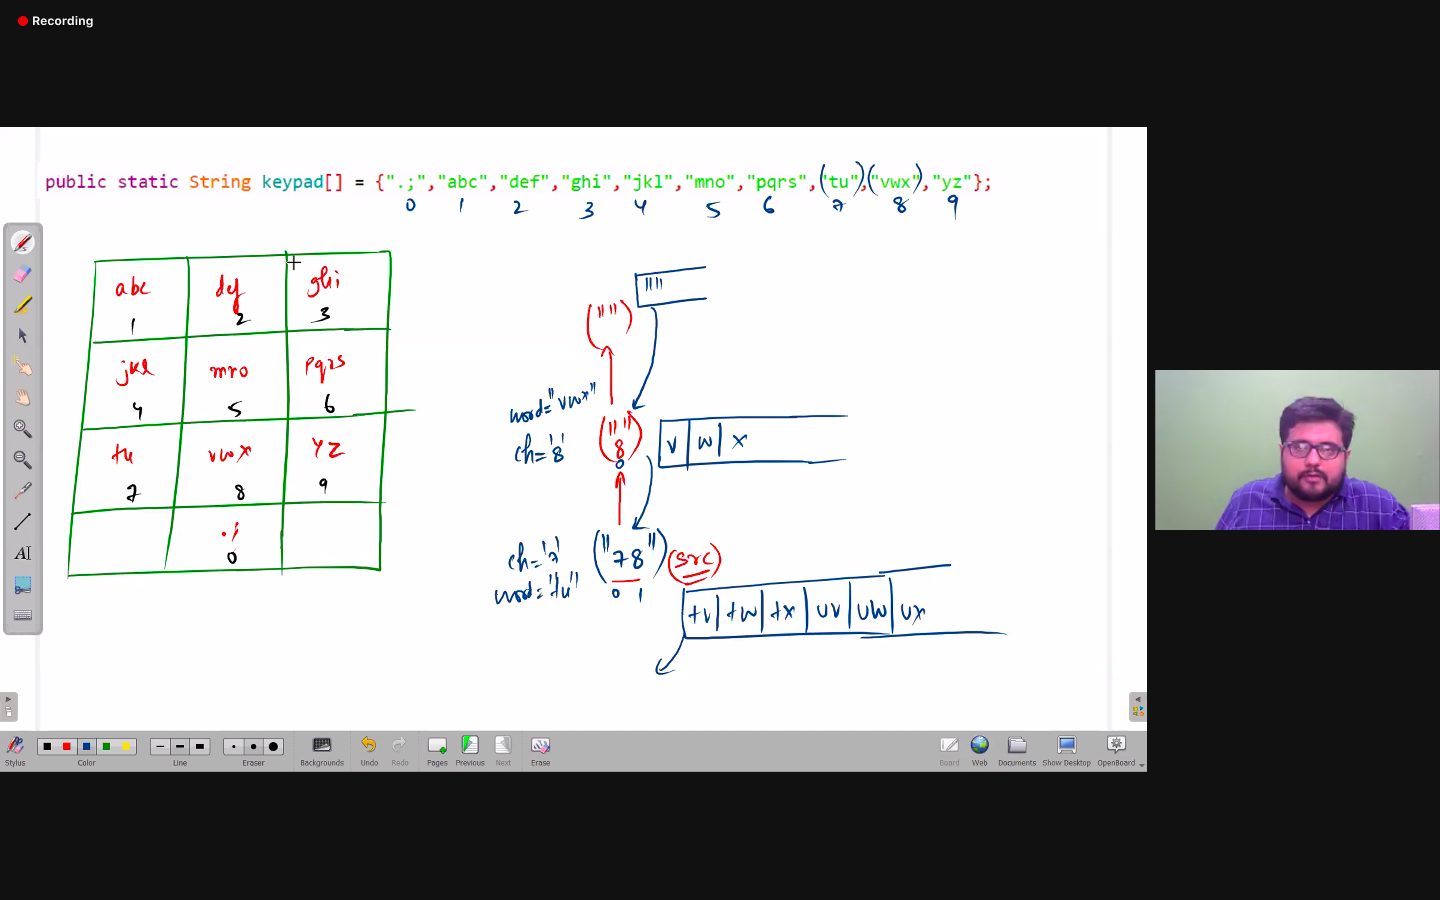 Recording
public static String keypad[] = {".;","abc","def","ghi","jkl","mno","pqrs","tu","vwx","yz"};
0 1 2 3 4 5 6 7 8 9
abc def ghi
1 2 3
jkl mno pqrs
4 5 6
tu vwx yz
7 8 9
.;
0
""
("")
word="vwx"
ch='8'
(""
8)
0
v w x
ch='7'
word="tu"
("78")
0 1
(src)
tv tw tx uv uw ux
Stylus Color Line Eraser Backgrounds Undo Redo Pages Previous Next Erase Board Web Documents Show Desktop OpenBoard